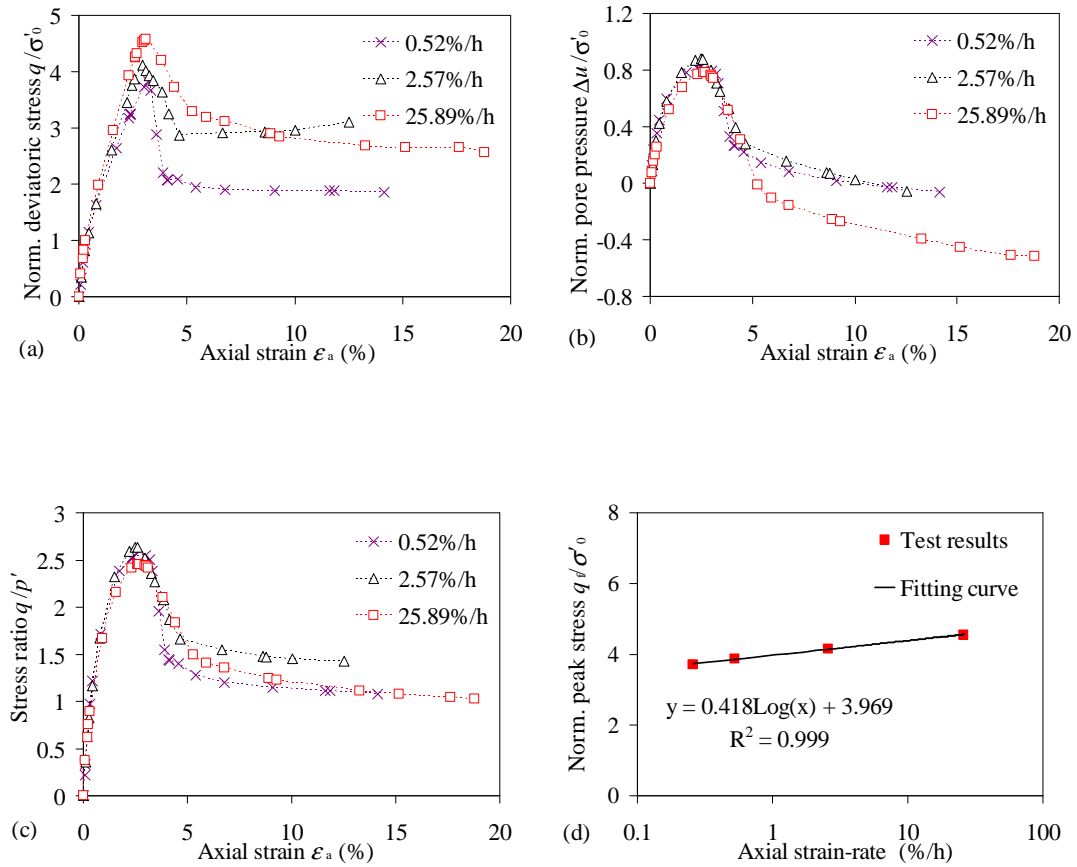 5
4
3
2
1
0
0
5
10
15
20
Norm. deviatoric stress q/σ'0
Axial strain εa (%)
0.52%/h
2.57%/h
25.89%/h
(a)
1.2
0.8
0.4
0
-0.4
-0.8
0
5
10
15
20
Norm. pore pressure Δu/σ'0
Axial strain εa (%)
0.52%/h
2.57%/h
25.89%/h
(b)
3
2.5
2
1.5
1
0.5
0
0
5
10
15
20
Stress ratio q/p'
Axial strain εa (%)
0.52%/h
2.57%/h
25.89%/h
(c)
8
6
4
2
0
0.1
1
10
100
Norm. peak stress qf/σ'0
Axial strain-rate (%/h)
Test results
Fitting curve
y = 0.418Log(x) + 3.969
R² = 0.999
(d)